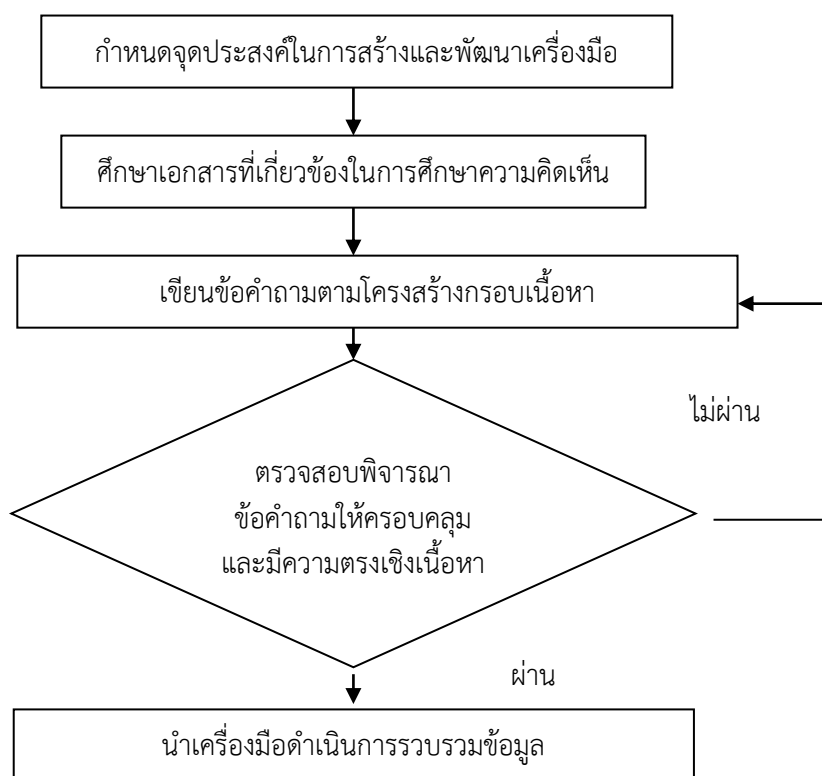 กำหนดจุดประสงค์ในการสร้างและพัฒนาเครื่องมือ
ศึกษาเอกสารที่เกี่ยวข้องในการศึกษาความคิดเห็น
เขียนข้อคำถามตามโครงสร้างกรอบเนื้อหา
ไม่ผ่าน
ตรวจสอบพิจารณา
ข้อคำถามให้ครอบคลุม
และมีความตรงเชิงเนื้อหา
ผ่าน
นำเครื่องมือดำเนินการรวบรวมข้อมูล